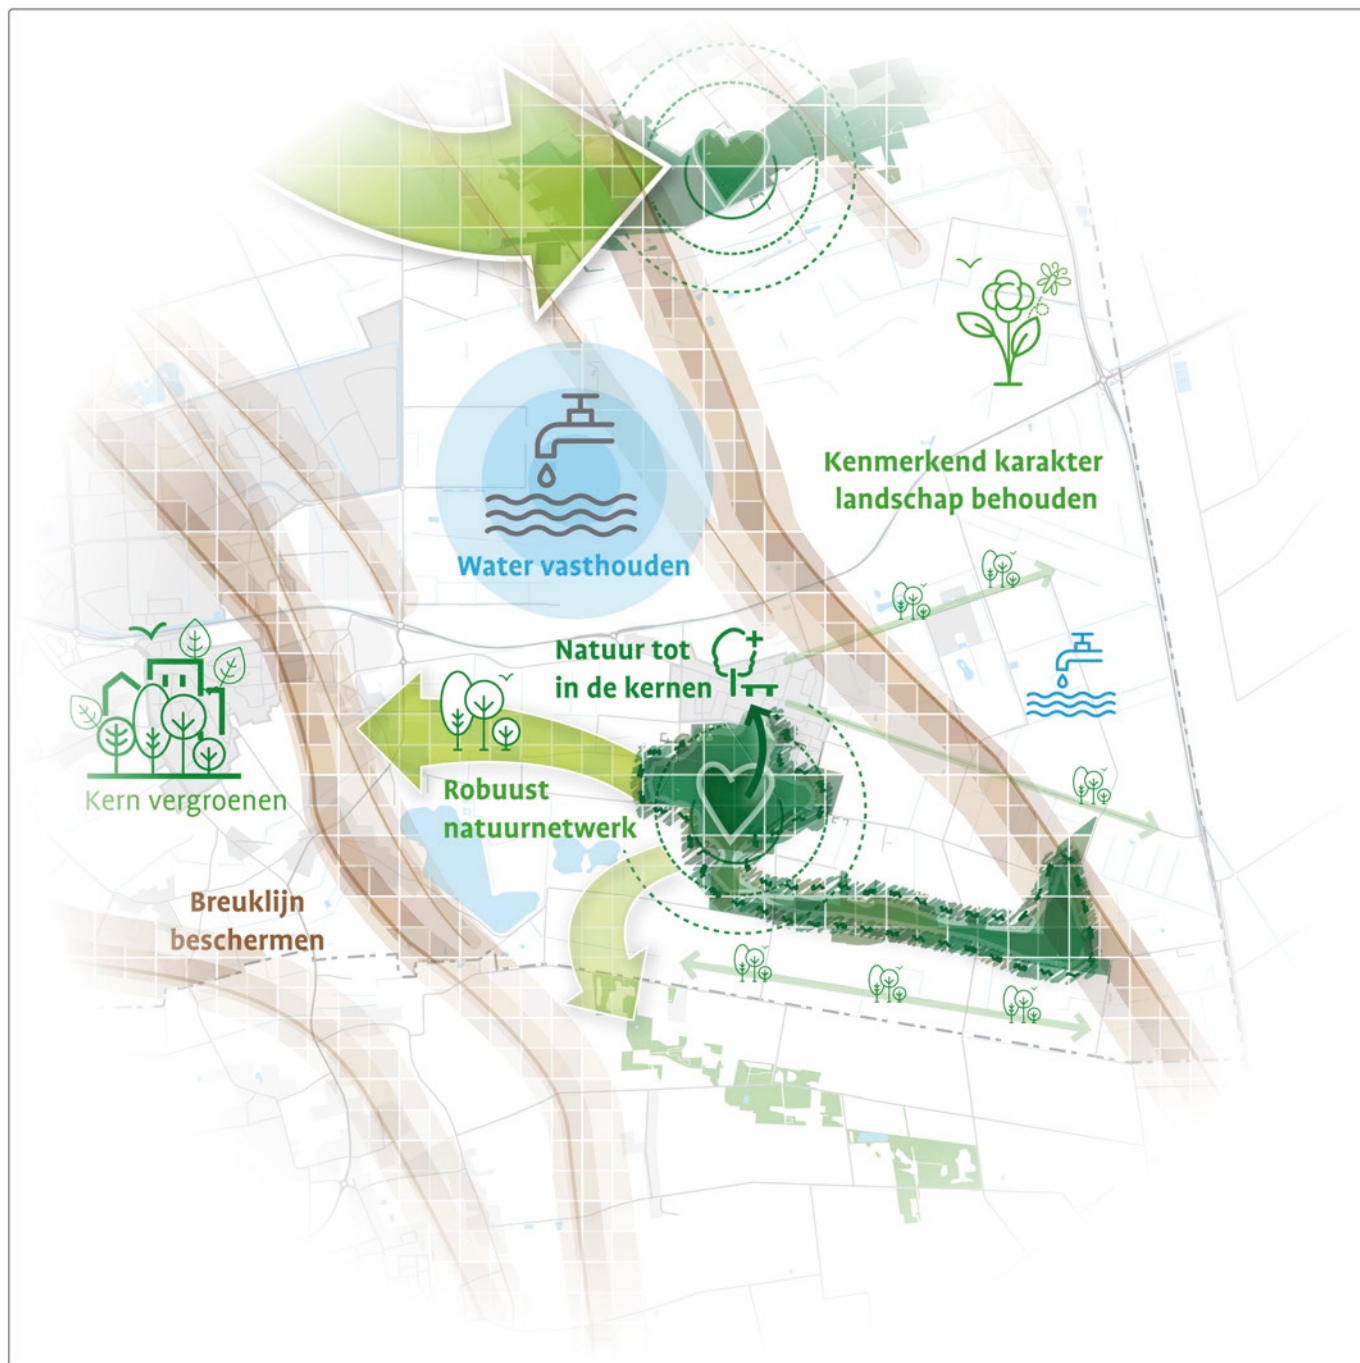 Kenmerkend karakter
landschap behouden
Water vasthouden
Natuur tot
in de kernen
Robuust
natuurnetwerk
Kern vergroenen
Breuklijn
beschermen